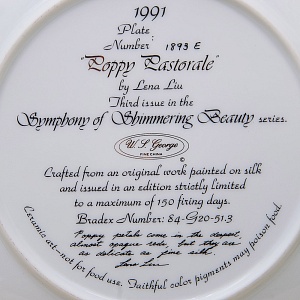 1991
Plate
Number: 1893 E
"Poppy Pastorale"
by Lena Liu
Third issue in the
Symphony of Shimmering Beauty series.
W. S. George
FINE CHINA
©
Crafted from an original work painted on silk
and issued in an edition strictly limited
to a maximum of 150 firing days.
Bradex Number: 84-G20-51.3
Poppy petals come in the deepest,
almost opaque reds, but they are
as delicate as fine silk.
Lena Liu
Ceramic art—not for food use. Faithful color pigments may poison food.